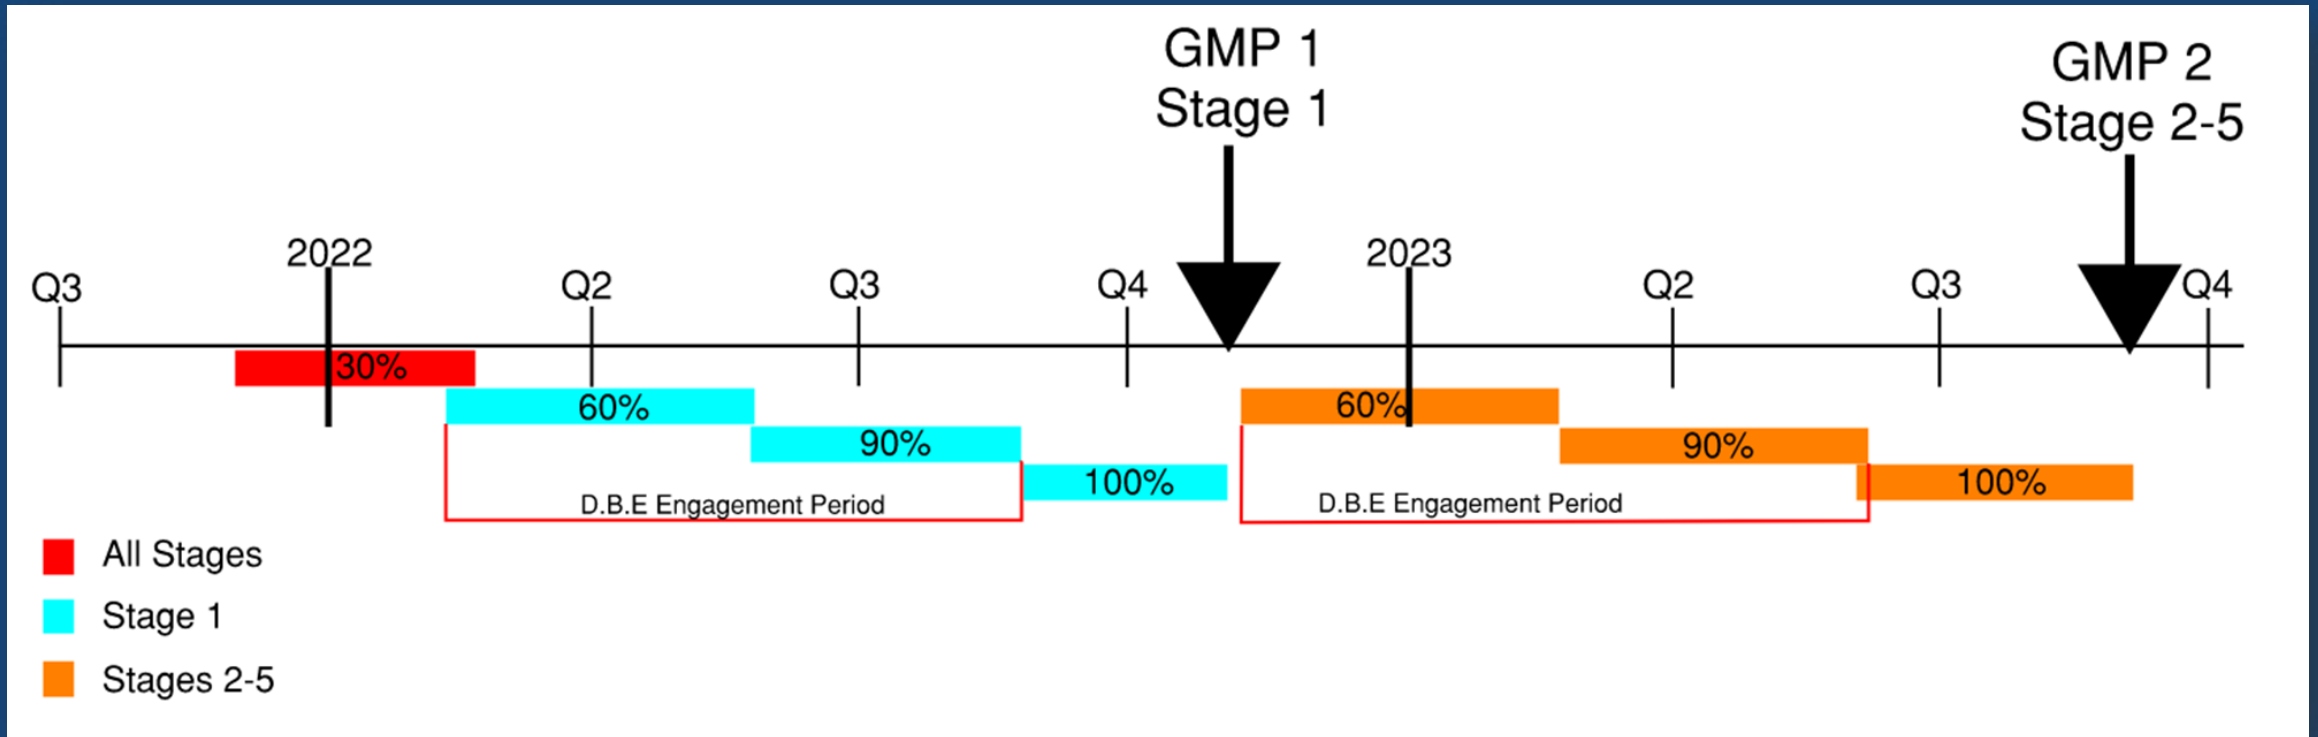 GMP 1
Stage 1
GMP 2
Stage 2-5
Q3
2022
Q2
Q3
Q4
2023
Q2
Q3
Q4
30%
60%
90%
100%
D.B.E Engagement Period
60%
90%
100%
D.B.E Engagement Period
All Stages
Stage 1
Stages 2-5